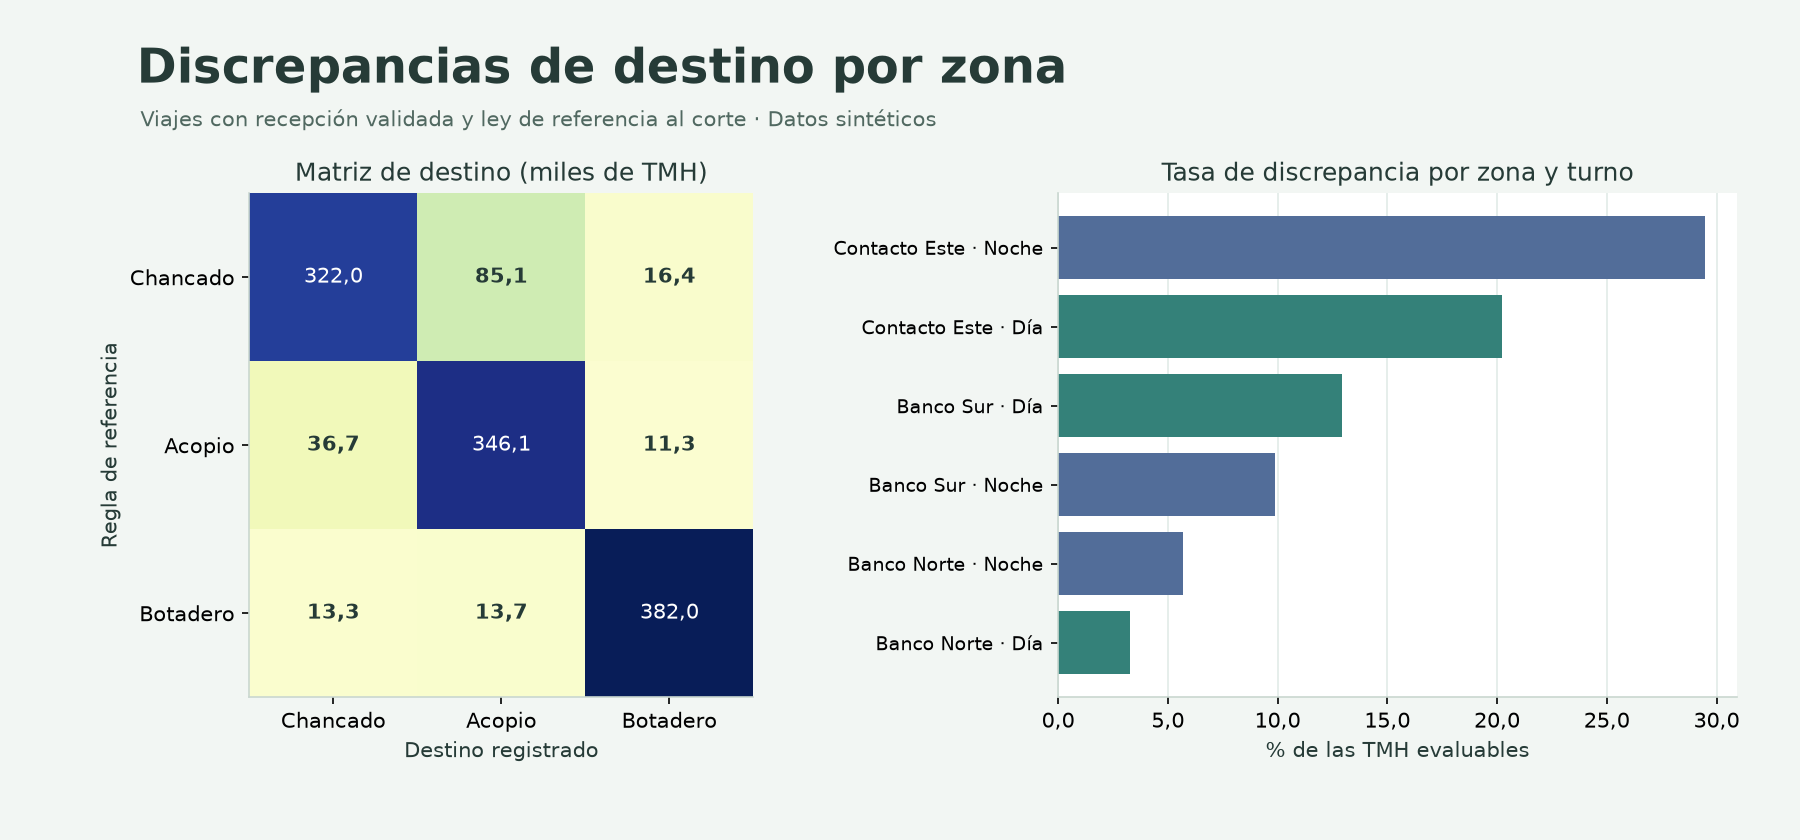 Discrepancias de destino por zona
Viajes con recepción validada y ley de referencia al corte · Datos sintéticos
Matriz de destino (miles de TMH)
Regla de referencia
Chancado 322,0 85,1 16,4
Acopio 36,7 346,1 11,3
Botadero 13,3 13,7 382,0
Chancado Acopio Botadero
Destino registrado
Tasa de discrepancia por zona y turno
Contacto Este · Noche
Contacto Este · Día
Banco Sur · Día
Banco Sur · Noche
Banco Norte · Noche
Banco Norte · Día
0,0 5,0 10,0 15,0 20,0 25,0 30,0
% de las TMH evaluables